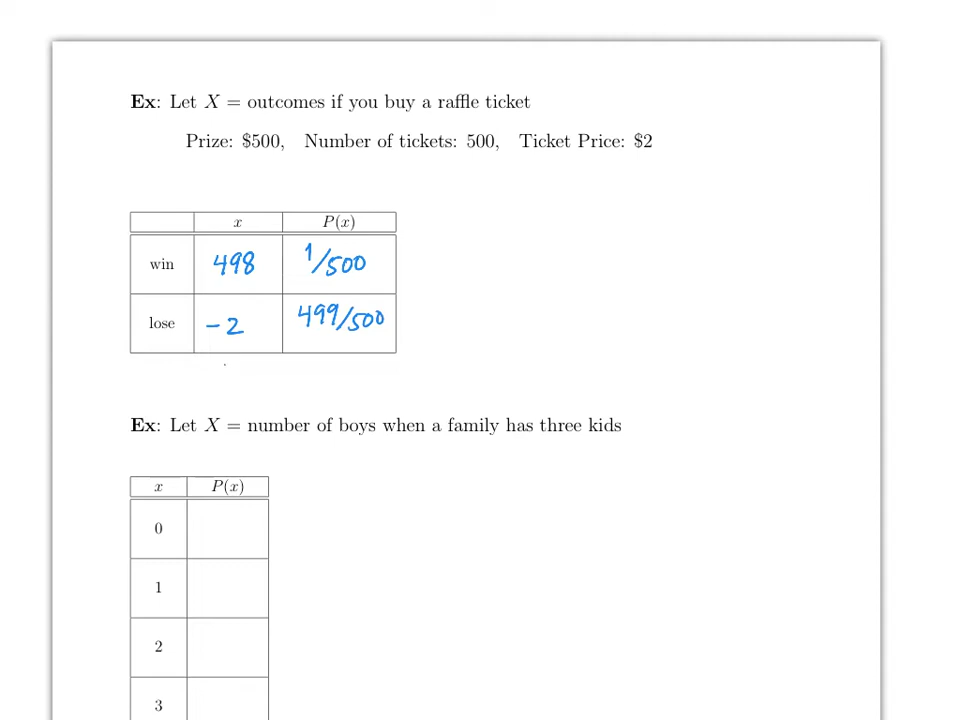 Ex: Let X = outcomes if you buy a raffle ticket
Prize: $500, Number of tickets: 500, Ticket Price: $2
x P(x)
win 498 1/500
lose -2 499/500
Ex: Let X = number of boys when a family has three kids
x P(x)
0
1
2
3